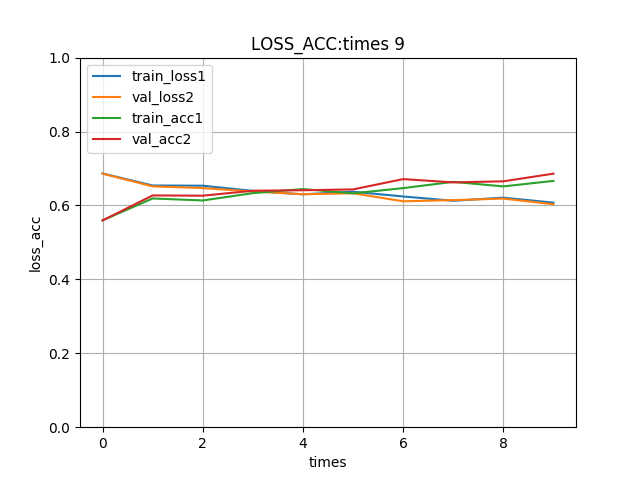 LOSS_ACC:times 9
1.0
0.8
0.6
0.4
0.2
0.0
loss_acc
train_loss1
val_loss2
train_acc1
val_acc2
0 2 4 6 8
times